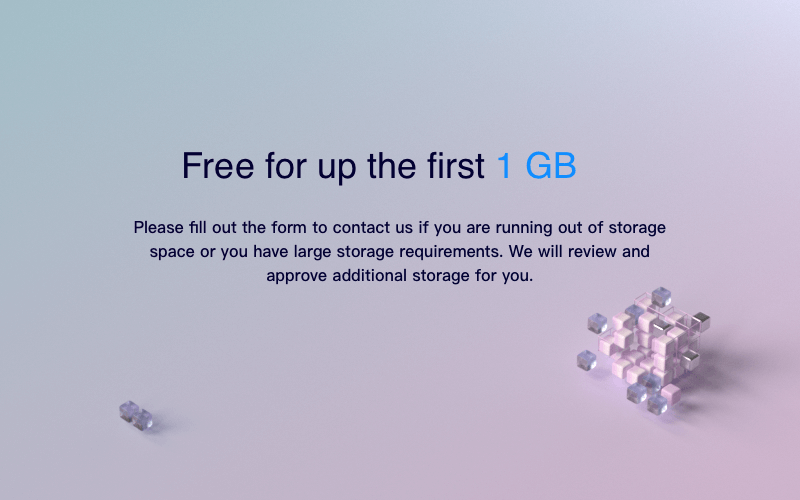 Free for up the first 1 GB
Please fill out the form to contact us if you are running out of storage
space or you have large storage requirements. We will review and
approve additional storage for you.